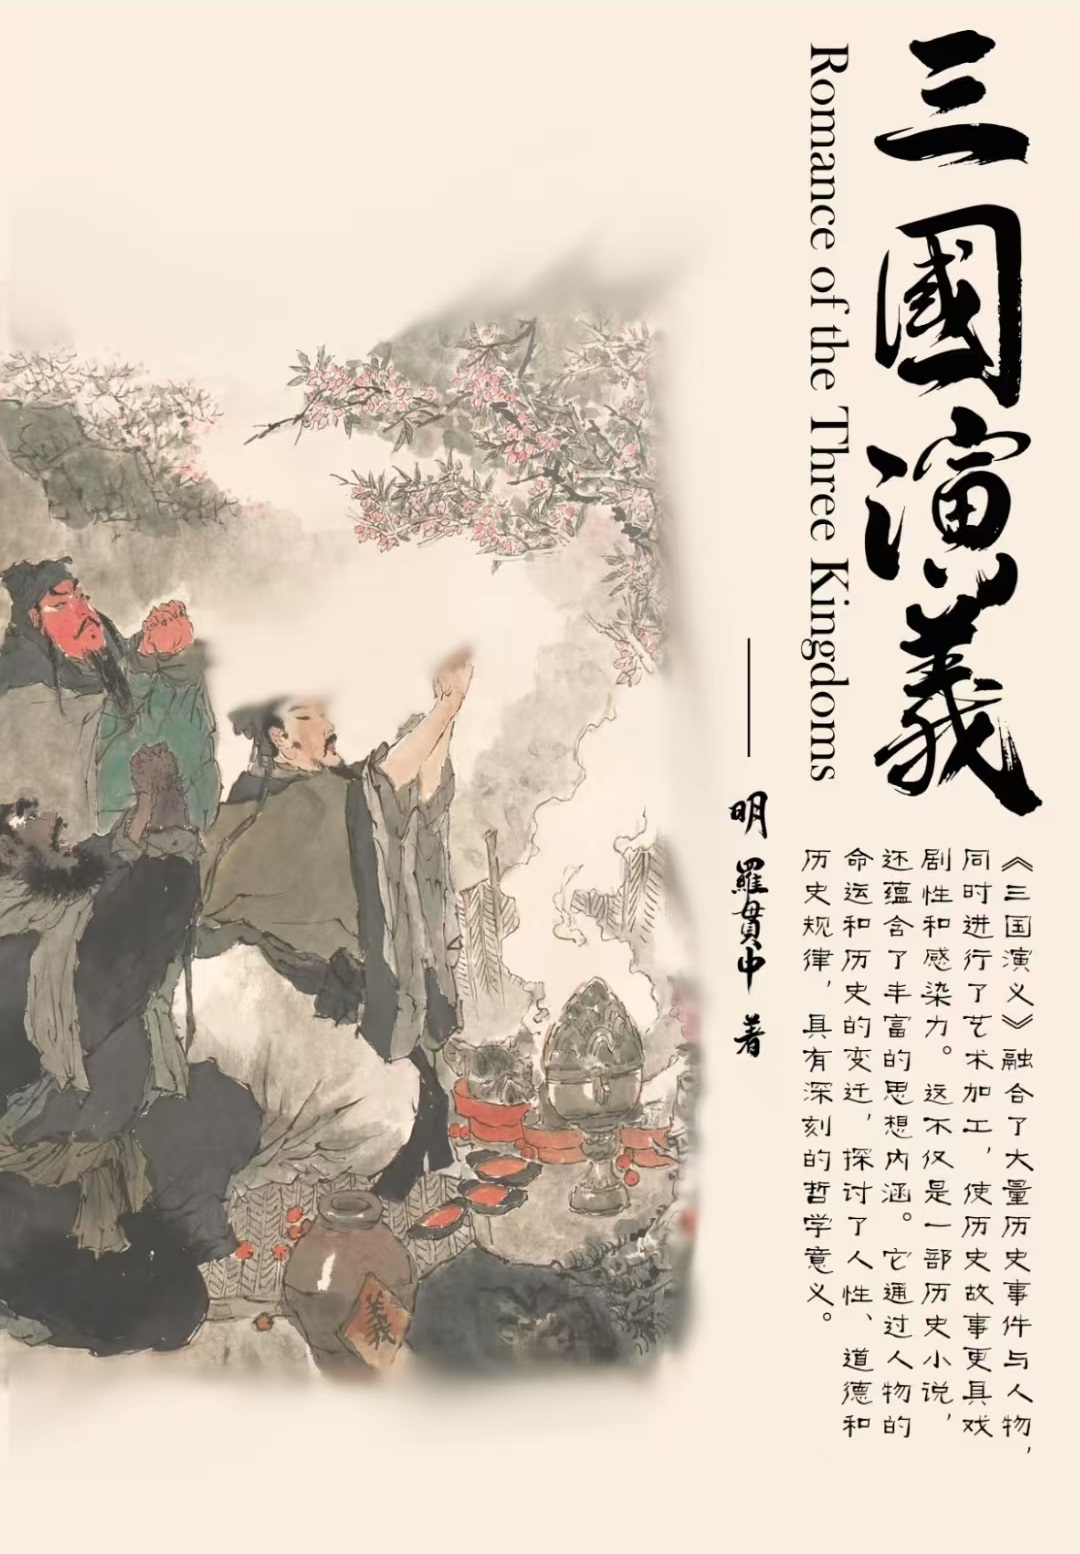 三國演義
Romance of the Three Kingdoms
《三国演义》融合了大量历史事件与人物，
同时进行了艺术加工，使历史故事更具戏
剧性和感染力。这不仅是一部历史小说，
还蕴含了丰富的思想内涵。它通过人物的
命运和历史的变迁，探讨了人性、道德和
历史规律，具有深刻的哲学意义。
明 羅貫中 著
義